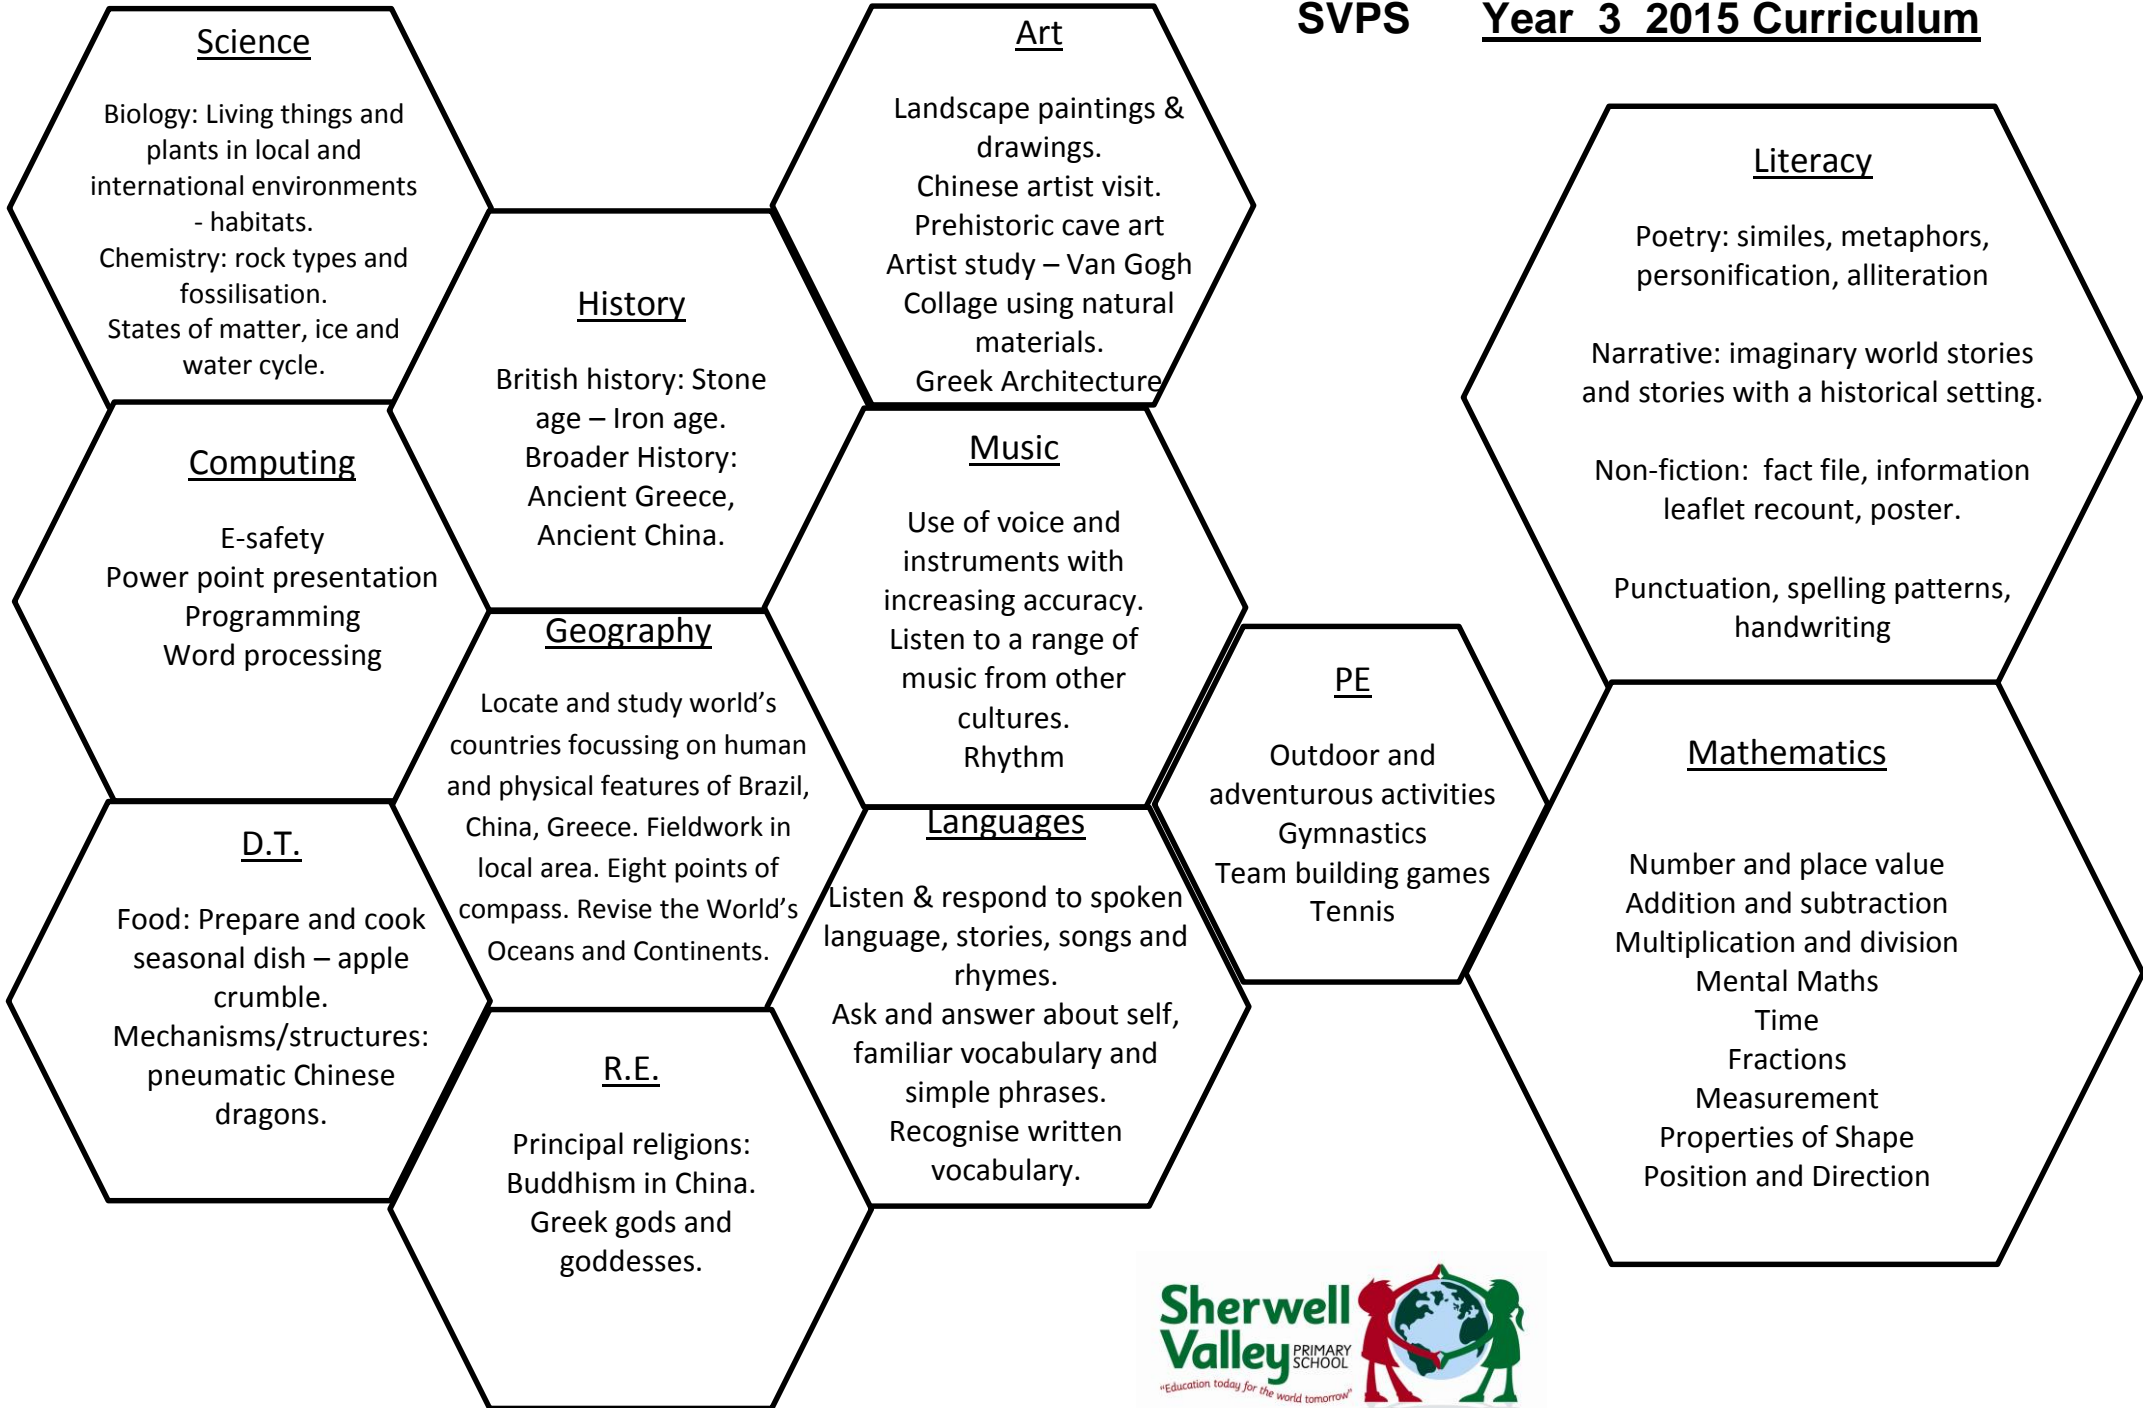 SVPS Year 3 2015 Curriculum
Science
Biology: Living things and
plants in local and
international environments
- habitats.
Chemistry: rock types and
fossilisation.
States of matter, ice and
water cycle.
Art
Landscape paintings &
drawings.
Chinese artist visit.
Prehistoric cave art
Artist study – Van Gogh
Collage using natural
materials.
Greek Architecture
Literacy
Poetry: similes, metaphors,
personification, alliteration
Narrative: imaginary world stories
and stories with a historical setting.
Non-fiction: fact file, information
leaflet recount, poster.
Punctuation, spelling patterns,
handwriting
History
British history: Stone
age – Iron age.
Broader History:
Ancient Greece,
Ancient China.
Computing
E-safety
Power point presentation
Programming
Word processing
Music
Use of voice and
instruments with
increasing accuracy.
Listen to a range of
music from other
cultures.
Rhythm
Geography
Locate and study world's
countries focussing on human
and physical features of Brazil,
China, Greece. Fieldwork in
local area. Eight points of
compass. Revise the World's
Oceans and Continents.
PE
Outdoor and
adventurous activities
Gymnastics
Team building games
Tennis
Mathematics
Number and place value
Addition and subtraction
Multiplication and division
Mental Maths
Time
Fractions
Measurement
Properties of Shape
Position and Direction
D.T.
Food: Prepare and cook
seasonal dish – apple
crumble.
Mechanisms/structures:
pneumatic Chinese
dragons.
Languages
Listen & respond to spoken
language, stories, songs and
rhymes.
Ask and answer about self,
familiar vocabulary and
simple phrases.
Recognise written
vocabulary.
R.E.
Principal religions:
Buddhism in China.
Greek gods and
goddesses.
Sherwell
Valley PRIMARY
SCHOOL
"Education today for the world tomorrow"